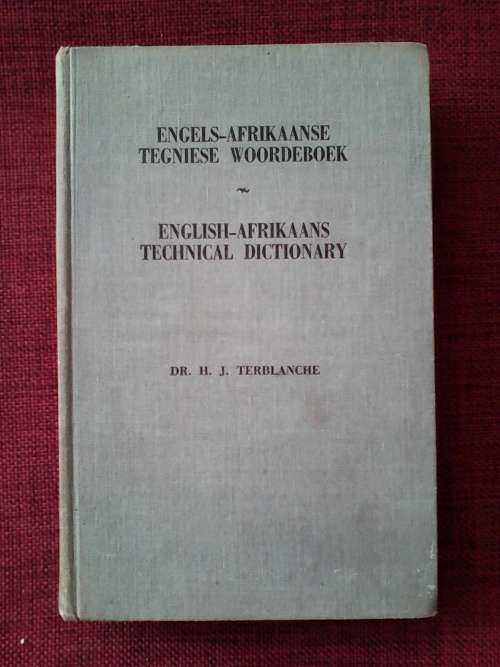 ENGELS-AFRIKAANSE
TEGNIESE WOORDEBOEK
~
ENGLISH-AFRIKAANS
TECHNICAL DICTIONARY
DR. H. J. TERBLANCHE